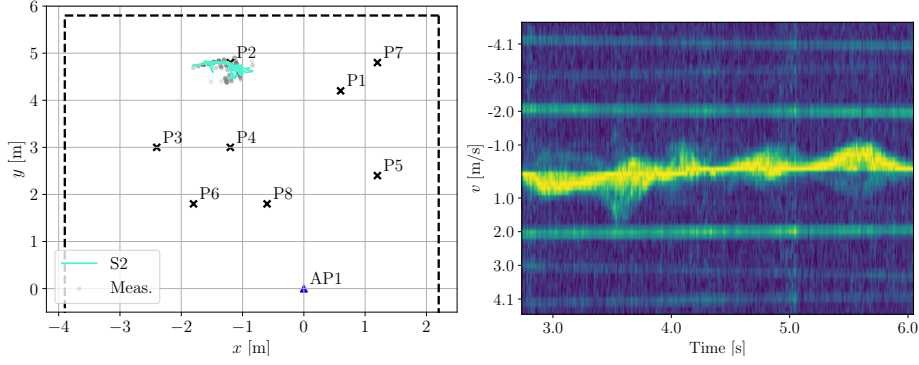 6
5
4
3
2
1
0
y [m]
P2
P7
P1
P3
P4
P5
P6
P8
AP1
S2
Meas.
−4
−3
−2
−1
0
1
2
x [m]
-4.1
-3.0
-2.0
-1.0
1.0
2.0
3.0
4.1
v [m/s]
3.0
4.0
5.0
6.0
Time [s]